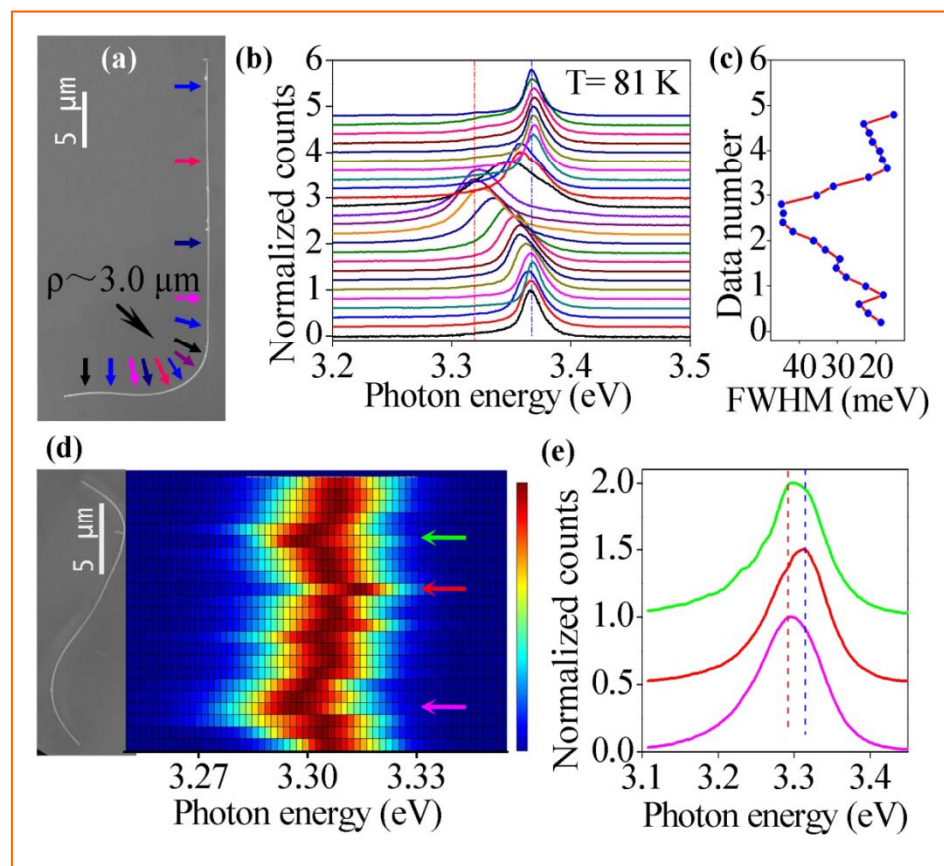 (a)
5 μm
ρ~3.0 μm
(b)
T= 81 K
Normalized counts
6
5
4
3
2
1
0
3.2 3.3 3.4 3.5
Photon energy (eV)
(c)
Data number
6
5
4
3
2
1
0
40 30 20
FWHM (meV)
(d)
5 μm
3.27 3.30 3.33
Photon energy (eV)
(e)
Normalized counts
2.0
1.5
1.0
0.5
0.0
3.1 3.2 3.3 3.4
Photon energy (eV)